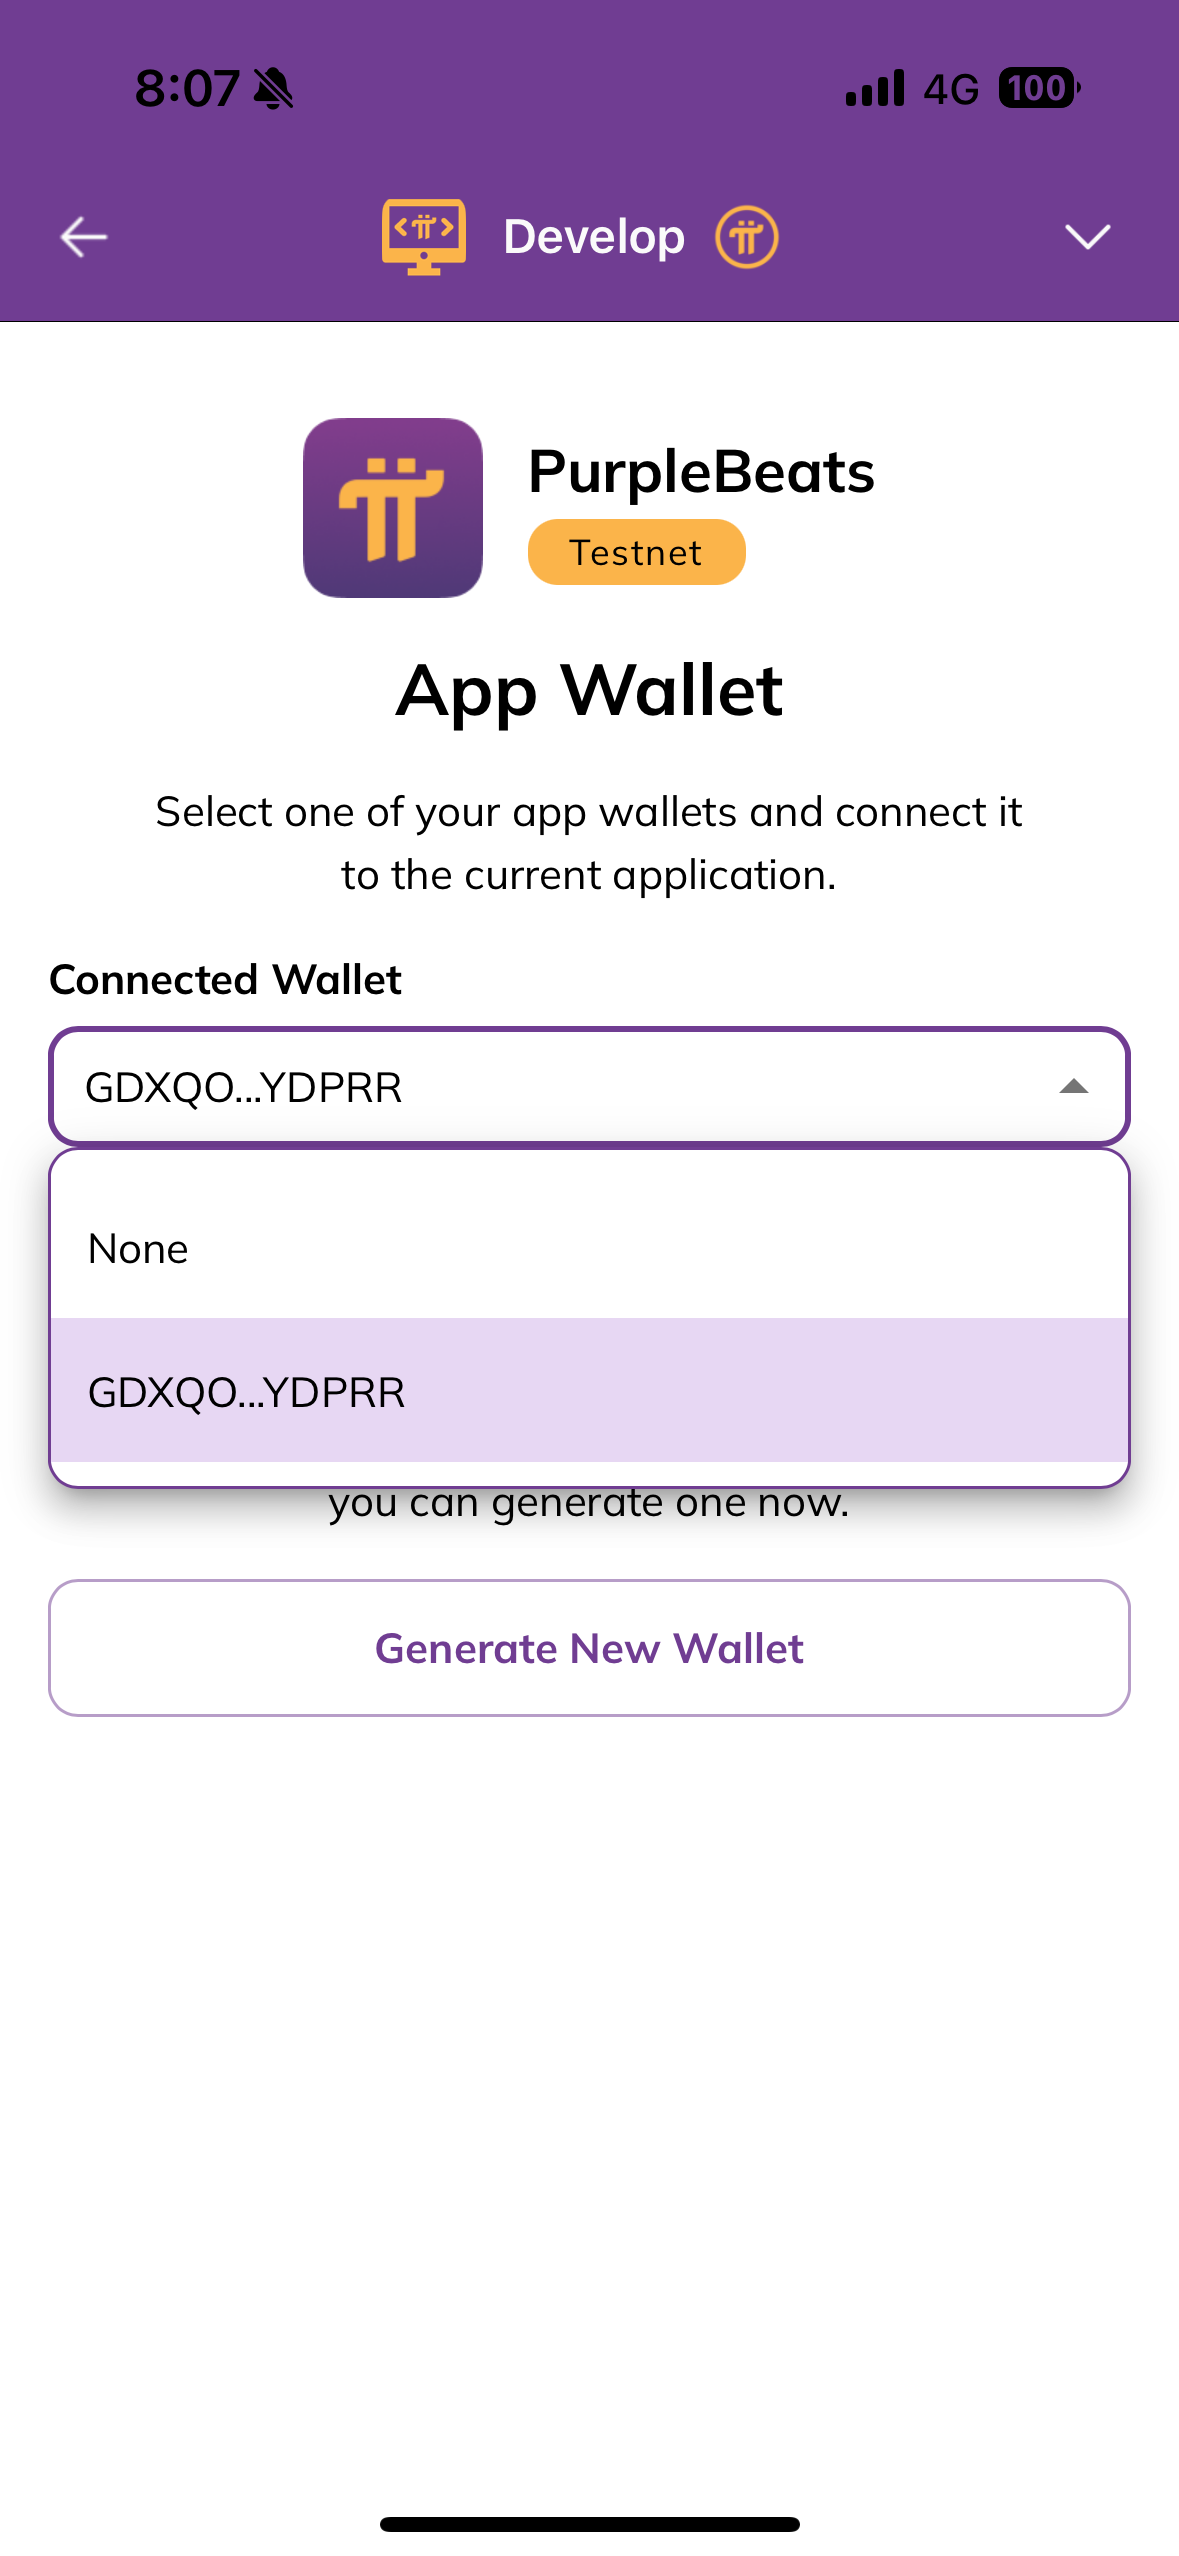 8:07
4G 100
Develop
PurpleBeats
Testnet
App Wallet
Select one of your app wallets and connect it
to the current application.
Connected Wallet
GDXQO...YDPRR
None
GDXQO...YDPRR
you can generate one now.
Generate New Wallet